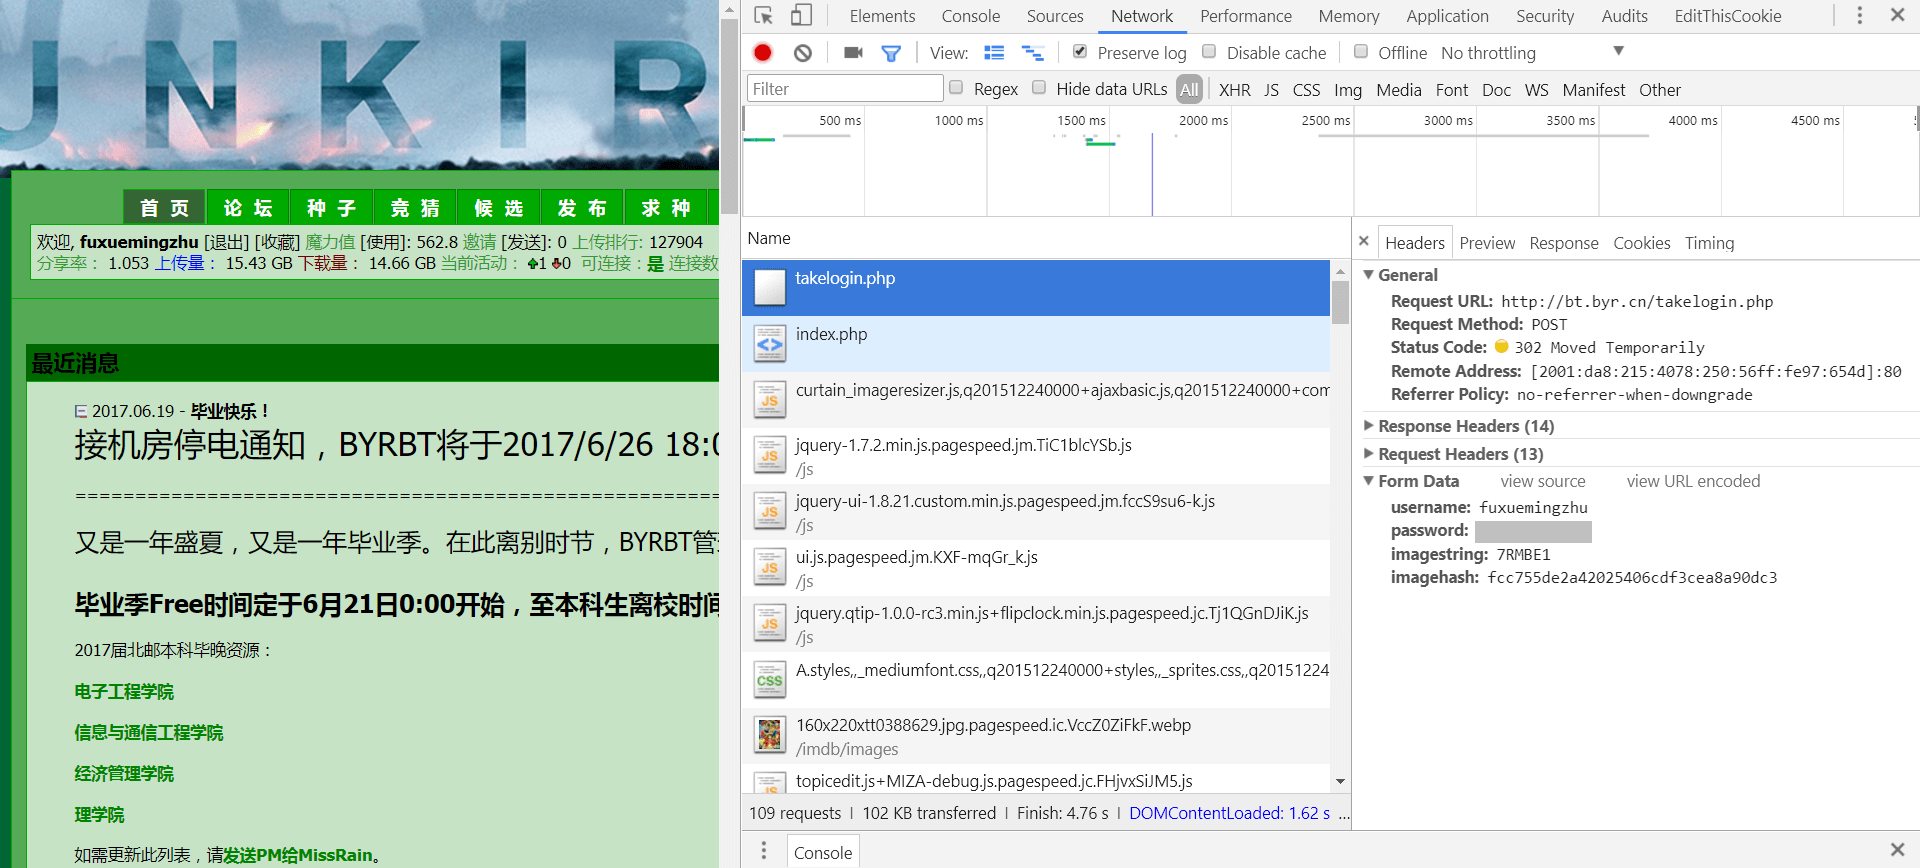 UNKIR
首 页 论 坛 种 子 竞 猜 候 选 发 布 求 种
欢迎, fuxuemingzhu [退出] [收藏] 魔力值 [使用]: 562.8 邀请 [发送]: 0 上传排行: 127904
分享率： 1.053 上传量： 15.43 GB 下载量： 14.66 GB 当前活动： 1 0 可连接：是 连接数
最近消息
2017.06.19 - 毕业快乐！
接机房停电通知，BYRBT将于2017/6/26 18:0
==================================================
又是一年盛夏，又是一年毕业季。在此离别时节，BYRBT管
毕业季Free时间定于6月21日0:00开始，至本科生离校时间
2017届北邮本科毕晚资源：
电子工程学院
信息与通信工程学院
经济管理学院
理学院
如需更新此列表，请发送PM给MissRain。
Elements Console Sources Network Performance Memory Application Security Audits EditThisCookie
View: Preserve log Disable cache Offline No throttling
Filter Regex Hide data URLs All XHR JS CSS Img Media Font Doc WS Manifest Other
500 ms 1000 ms 1500 ms 2000 ms 2500 ms 3000 ms 3500 ms 4000 ms 4500 ms
Name
takelogin.php
index.php
curtain_imageresizer.js,q201512240000+ajaxbasic.js,q201512240000+com
jquery-1.7.2.min.js.pagespeed.jm.TiC1blcYSb.js
/js
jquery-ui-1.8.21.custom.min.js.pagespeed.jm.fccS9su6-k.js
/js
ui.js.pagespeed.jm.KXF-mqGr_k.js
/js
jquery.qtip-1.0.0-rc3.min.js+flipclock.min.js.pagespeed.jc.Tj1QGnDJiK.js
/js
A.styles,,_mediumfont.css,,q201512240000+styles,,_sprites.css,,q20151224
160x220xtt0388629.jpg.pagespeed.ic.VccZ0ZiFkF.webp
/imdb/images
topicedit.js+MIZA-debug.js.pagespeed.jc.FHjvxSiJM5.js
109 requests | 102 KB transferred | Finish: 4.76 s | DOMContentLoaded: 1.62 s ...
Headers Preview Response Cookies Timing
General
Request URL: http://bt.byr.cn/takelogin.php
Request Method: POST
Status Code: 302 Moved Temporarily
Remote Address: [2001:da8:215:4078:250:56ff:fe97:654d]:80
Referrer Policy: no-referrer-when-downgrade
Response Headers (14)
Request Headers (13)
Form Data view source view URL encoded
username: fuxuemingzhu
password:
imagestring: 7RMBE1
imagehash: fcc755de2a42025406cdf3cea8a90dc3
Console